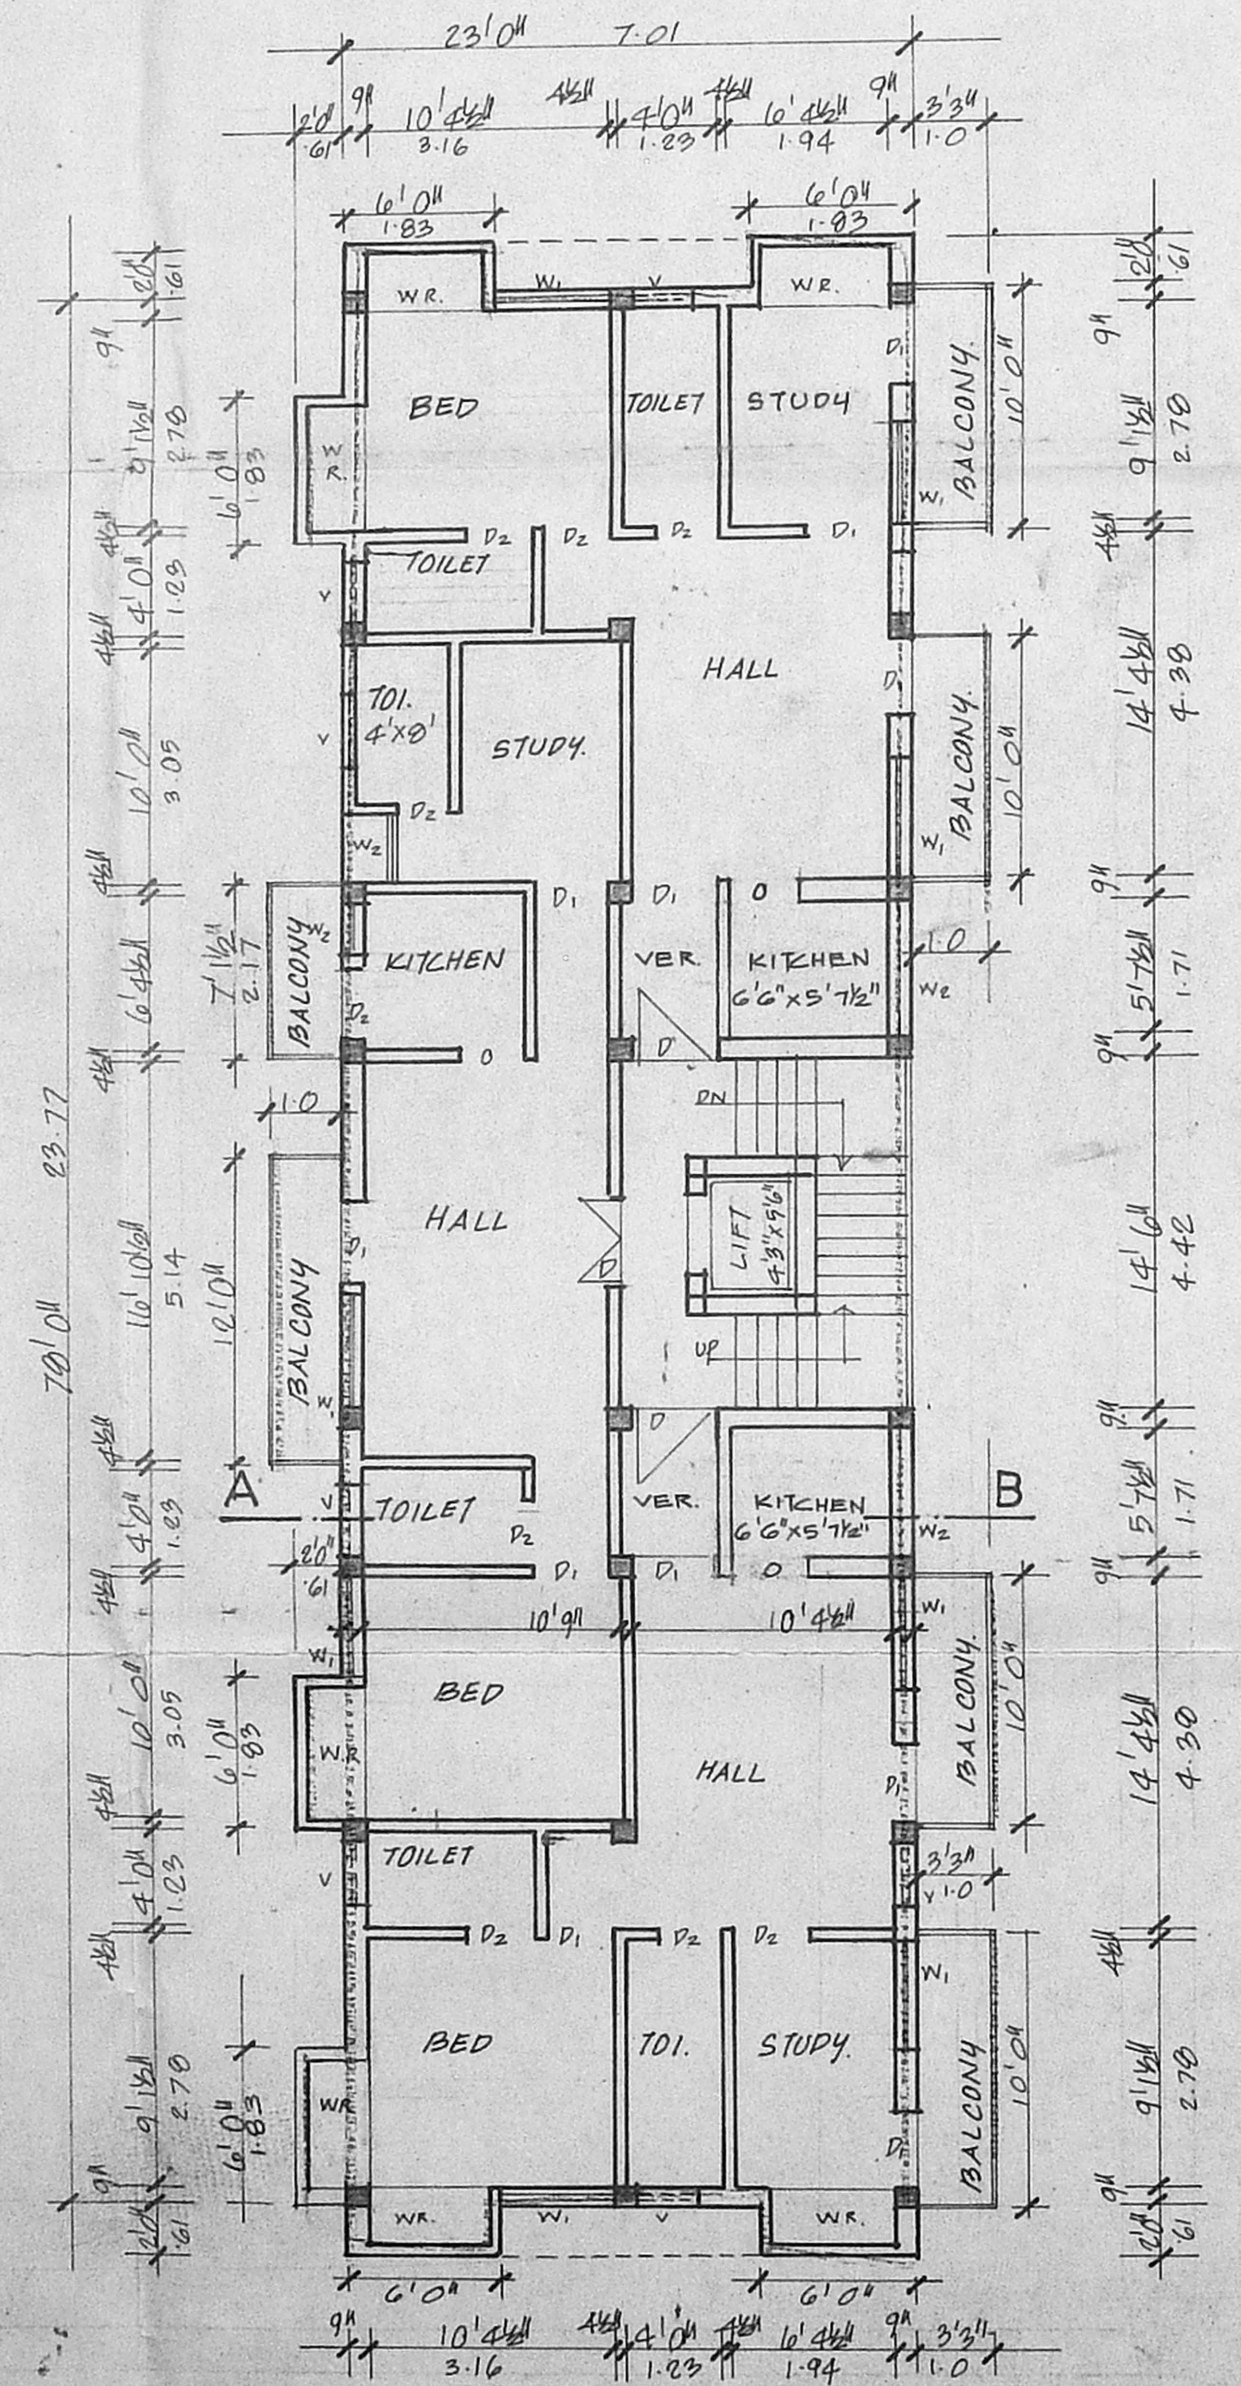 23'0" 7.01
2'0" 9" 10'4½" 4½" 4'0" 4½" 6'4½" 9" 3'3"
.61 3.16 1.23 1.94 1.0
6'0" 6'0"
1.83 1.83
2'0" .61
W.R. W₁ V W.R.
2'0" .61
9"
D₁
9"
BED TOILET STUDY
BALCONY. 10'0"
9'1½" 2.78
6'0" 1.83
W R.
W₁
9'1½" 2.78
4½"
D₂ D₂ D₂ D₁
4½"
TOILET
4'0" 1.23
V
4½"
HALL
D₁
14'4½" 4.38
TOI.
4'X8'
STUDY.
V
10'0" 3.05
BALCONY. 10'0"
D₂
W₂
W₁
4½"
D₁ D₁ O
9"
BALCONY W₂
KITCHEN
VER.
KITCHEN
6'6"X5'7½"
1.0
W₂
6'4½"
7'1½" 2.17
D₂
5'7½" 1.71
O
D
4½"
9"
1.0
DN
23.77
78'0"
HALL
LIFT
4'3"X5'6"
14'6" 4.42
16'10½" 5.14
12'0"
BALCONY
D₁
D
UP
W₁
D
9"
4½"
A
V
TOILET
D₂
VER.
KITCHEN
6'6"X5'7½"
B
W₂
4'0" 1.23
5'7½" 1.71
2'0"
.61
D₁ D₁ O
4½"
9"
10'9" 10'4½"
W₁
W₁
BED
10'0" 3.05
6'0" 1.83
W.R
HALL
D₁
BALCONY. 10'0"
14'4½" 4.38
4½"
TOILET
V
4'0" 1.23
3'3"
V 1.0
4½"
D₂ D₁ D₂ D₂
4½"
W₁
BED TOI. STUDY.
BALCONY 10'0"
9'1½" 2.78
6'0" 1.83
WR
D₁
9'1½" 2.78
9"
9"
2'0" .61
WR. W₁ V WR.
2'0" .61
6'0" 6'0"
9" 10'4½" 4½" 4'0" 4½" 6'4½" 9" 3'3"
3.16 1.23 1.94 1.0